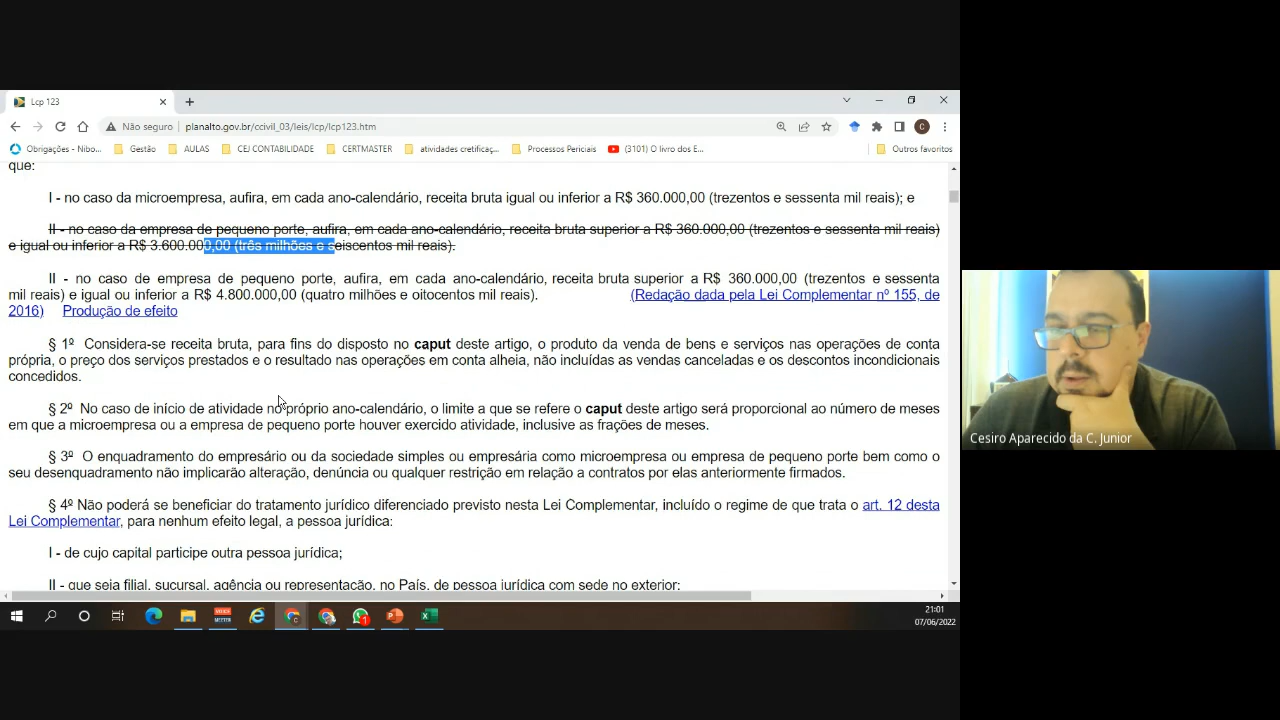 Lcp 123
Não seguro
planalto.gov.br/ccivil_03/leis/lcp/lcp123.htm
Obrigações - Nibo...
Gestão
AULAS
CEJ CONTABILIDADE
CERTMASTER
atividades cretificaç...
Processos Periciais
(3101) O livro dos E...
Outros favoritos
que:
I - no caso da microempresa, aufira, em cada ano-calendário, receita bruta igual ou inferior a R$ 360.000,00 (trezentos e sessenta mil reais); e
II - no caso da empresa de pequeno porte, aufira, em cada ano-calendário, receita bruta superior a R$ 360.000,00 (trezentos e sessenta mil reais)
e igual ou inferior a R$ 3.600.000,00 (três milhões e seiscentos mil reais).
II - no caso de empresa de pequeno porte, aufira, em cada ano-calendário, receita bruta superior a R$ 360.000,00 (trezentos e sessenta
mil reais) e igual ou inferior a R$ 4.800.000,00 (quatro milhões e oitocentos mil reais). (Redação dada pela Lei Complementar nº 155, de
2016) Produção de efeito
§ 1º Considera-se receita bruta, para fins do disposto no caput deste artigo, o produto da venda de bens e serviços nas operações de conta
própria, o preço dos serviços prestados e o resultado nas operações em conta alheia, não incluídas as vendas canceladas e os descontos incondicionais
concedidos.
§ 2º No caso de início de atividade no próprio ano-calendário, o limite a que se refere o caput deste artigo será proporcional ao número de meses
em que a microempresa ou a empresa de pequeno porte houver exercido atividade, inclusive as frações de meses.
§ 3º O enquadramento do empresário ou da sociedade simples ou empresária como microempresa ou empresa de pequeno porte bem como o
seu desenquadramento não implicarão alteração, denúncia ou qualquer restrição em relação a contratos por elas anteriormente firmados.
§ 4º Não poderá se beneficiar do tratamento jurídico diferenciado previsto nesta Lei Complementar, incluído o regime de que trata o art. 12 desta
Lei Complementar, para nenhum efeito legal, a pessoa jurídica:
I - de cujo capital participe outra pessoa jurídica;
II - que seja filial, sucursal, agência ou representação, no País, de pessoa jurídica com sede no exterior;
21:01
07/06/2022
Cesiro Aparecido da C. Junior